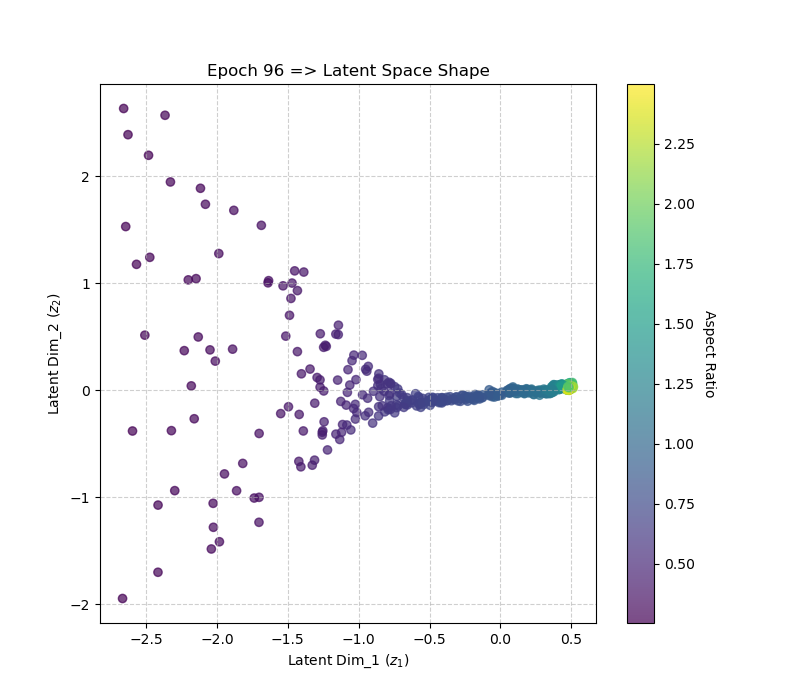 Epoch 96 => Latent Space Shape
2
1
0
−1
−2
Latent Dim_2 (z₂)
−2.5 −2.0 −1.5 −1.0 −0.5 0.0 0.5
Latent Dim_1 (z₁)
2.25
2.00
1.75
1.50
1.25
1.00
0.75
0.50
Aspect Ratio